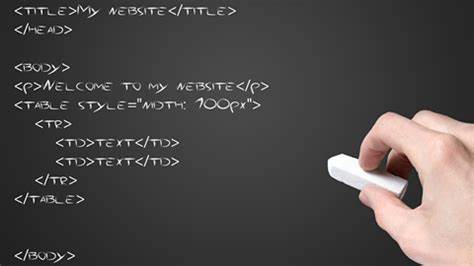 <title>My website</title>
</head>
<body>
<p>Welcome to my website</p>
<table style="width: 100px">
<tr>
<td>text</td>
<td>text</td>
</tr>
</table>
</body>